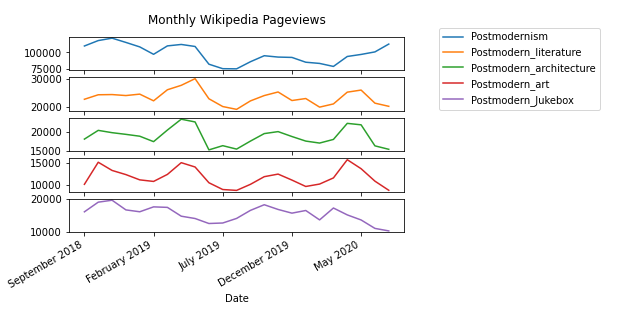 Monthly Wikipedia Pageviews
100000
75000
30000
20000
20000
15000
15000
10000
20000
10000
September 2018
February 2019
July 2019
December 2019
May 2020
Date
Postmodernism
Postmodern_literature
Postmodern_architecture
Postmodern_art
Postmodern_Jukebox